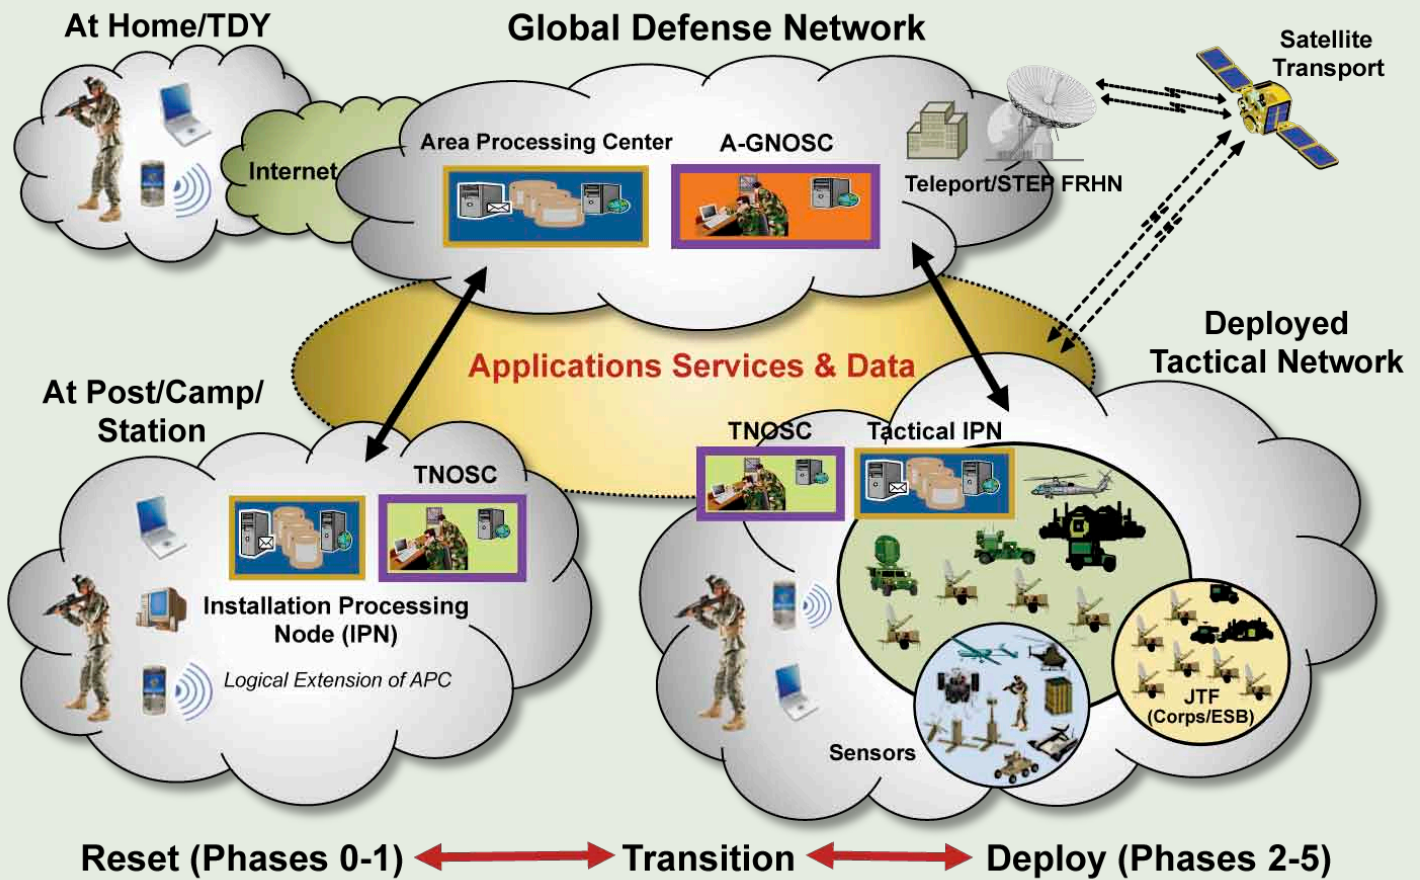 At Home/TDY
Global Defense Network
Satellite
Transport
Internet
Area Processing Center
A-GNOSC
Teleport/STEP FRHN
Applications Services & Data
Deployed
Tactical Network
At Post/Camp/
Station
TNOSC
Installation Processing
Node (IPN)
Logical Extension of APC
TNOSC
Tactical IPN
Sensors
JTF
(Corps/ESB)
Reset (Phases 0-1)
Transition
Deploy (Phases 2-5)